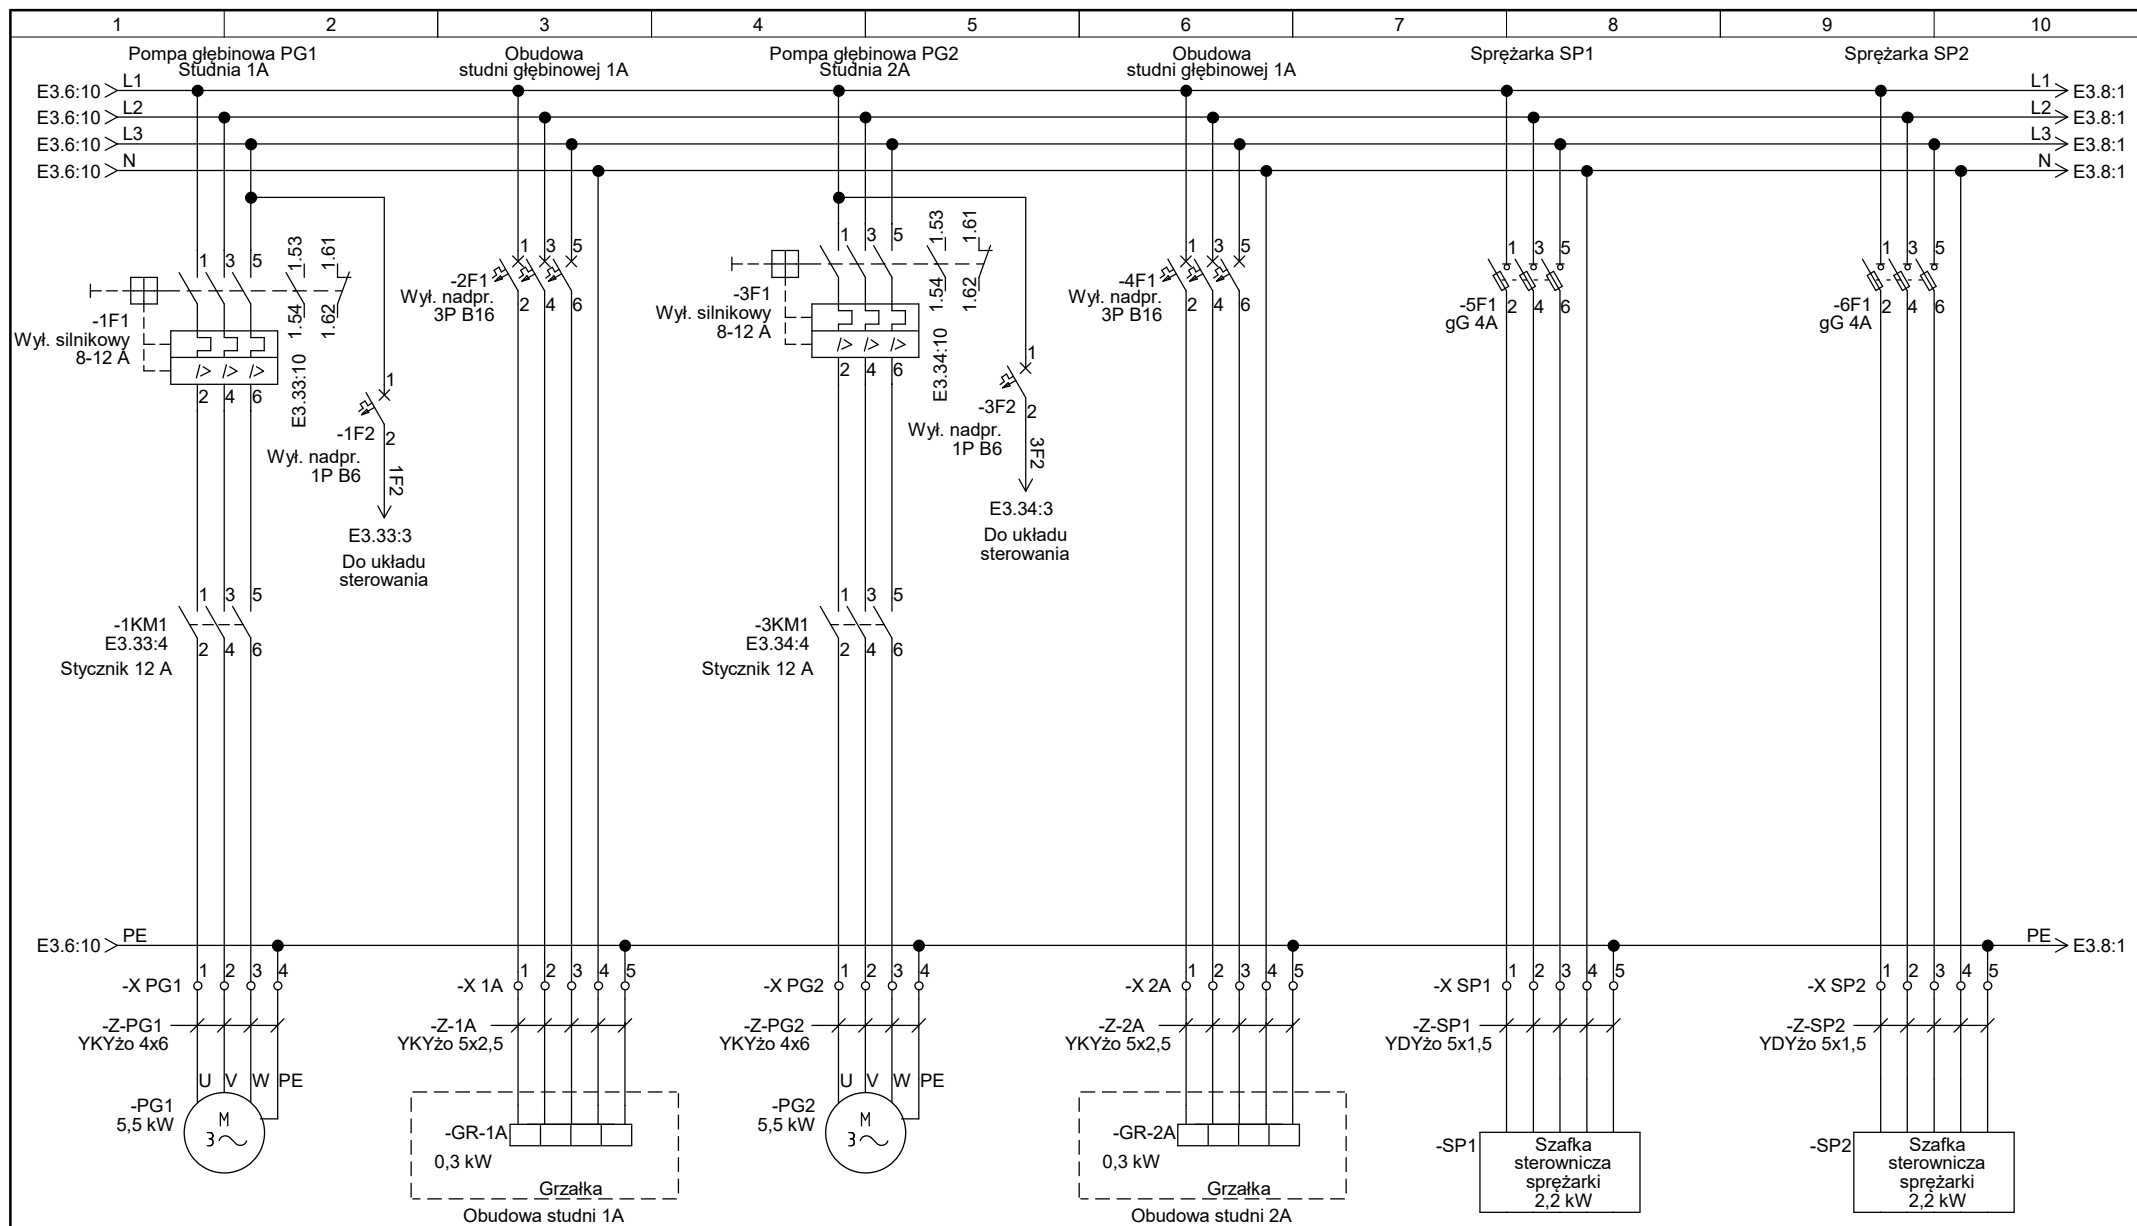 1 2 3 4 5 6 7 8 9 10
Pompa głębinowa PG1
Studnia 1A
Obudowa
studni głębinowej 1A
Pompa głębinowa PG2
Studnia 2A
Obudowa
studni głębinowej 1A
Sprężarka SP1
Sprężarka SP2
E3.6:10 L1 L1 E3.8:1
E3.6:10 L2 L2 E3.8:1
E3.6:10 L3 L3 E3.8:1
E3.6:10 N N E3.8:1
1 3 5
1.53
1.61
1.54
1.62
-1F1
Wył. silnikowy
8-12 A
2 4 6
E3.33:10
1
-1F2 2
Wył. nadpr.
1P B6
1F2
E3.33:3
Do układu
sterowania
1 3 5
-1KM1
E3.33:4
2 4 6
Stycznik 12 A
1 3 5
-2F1
Wył. nadpr.
3P B16
2 4 6
1 3 5
1.53
1.61
1.54
1.62
-3F1
Wył. silnikowy
8-12 A
2 4 6
E3.34:10
1
-3F2 2
Wył. nadpr.
1P B6
3F2
E3.34:3
Do układu
sterowania
1 3 5
-3KM1
E3.34:4
2 4 6
Stycznik 12 A
1 3 5
-4F1
Wył. nadpr.
3P B16
2 4 6
1 3 5
-5F1
gG 4A
2 4 6
1 3 5
-6F1
gG 4A
2 4 6
E3.6:10 PE PE E3.8:1
1 2 3 4
-X PG1
-Z-PG1
YKYżo 4x6
U V W PE
-PG1
5,5 kW
M
3
1 2 3 4 5
-X 1A
-Z-1A
YKYżo 5x2,5
-GR-1A
0,3 kW
Grzałka
Obudowa studni 1A
1 2 3 4
-X PG2
-Z-PG2
YKYżo 4x6
U V W PE
-PG2
5,5 kW
M
3
1 2 3 4 5
-X 2A
-Z-2A
YKYżo 5x2,5
-GR-2A
0,3 kW
Grzałka
Obudowa studni 2A
1 2 3 4 5
-X SP1
-Z-SP1
YDYżo 5x1,5
-SP1
Szafka
sterownicza
sprężarki
2,2 kW
1 2 3 4 5
-X SP2
-Z-SP2
YDYżo 5x1,5
-SP2
Szafka
sterownicza
sprężarki
2,2 kW